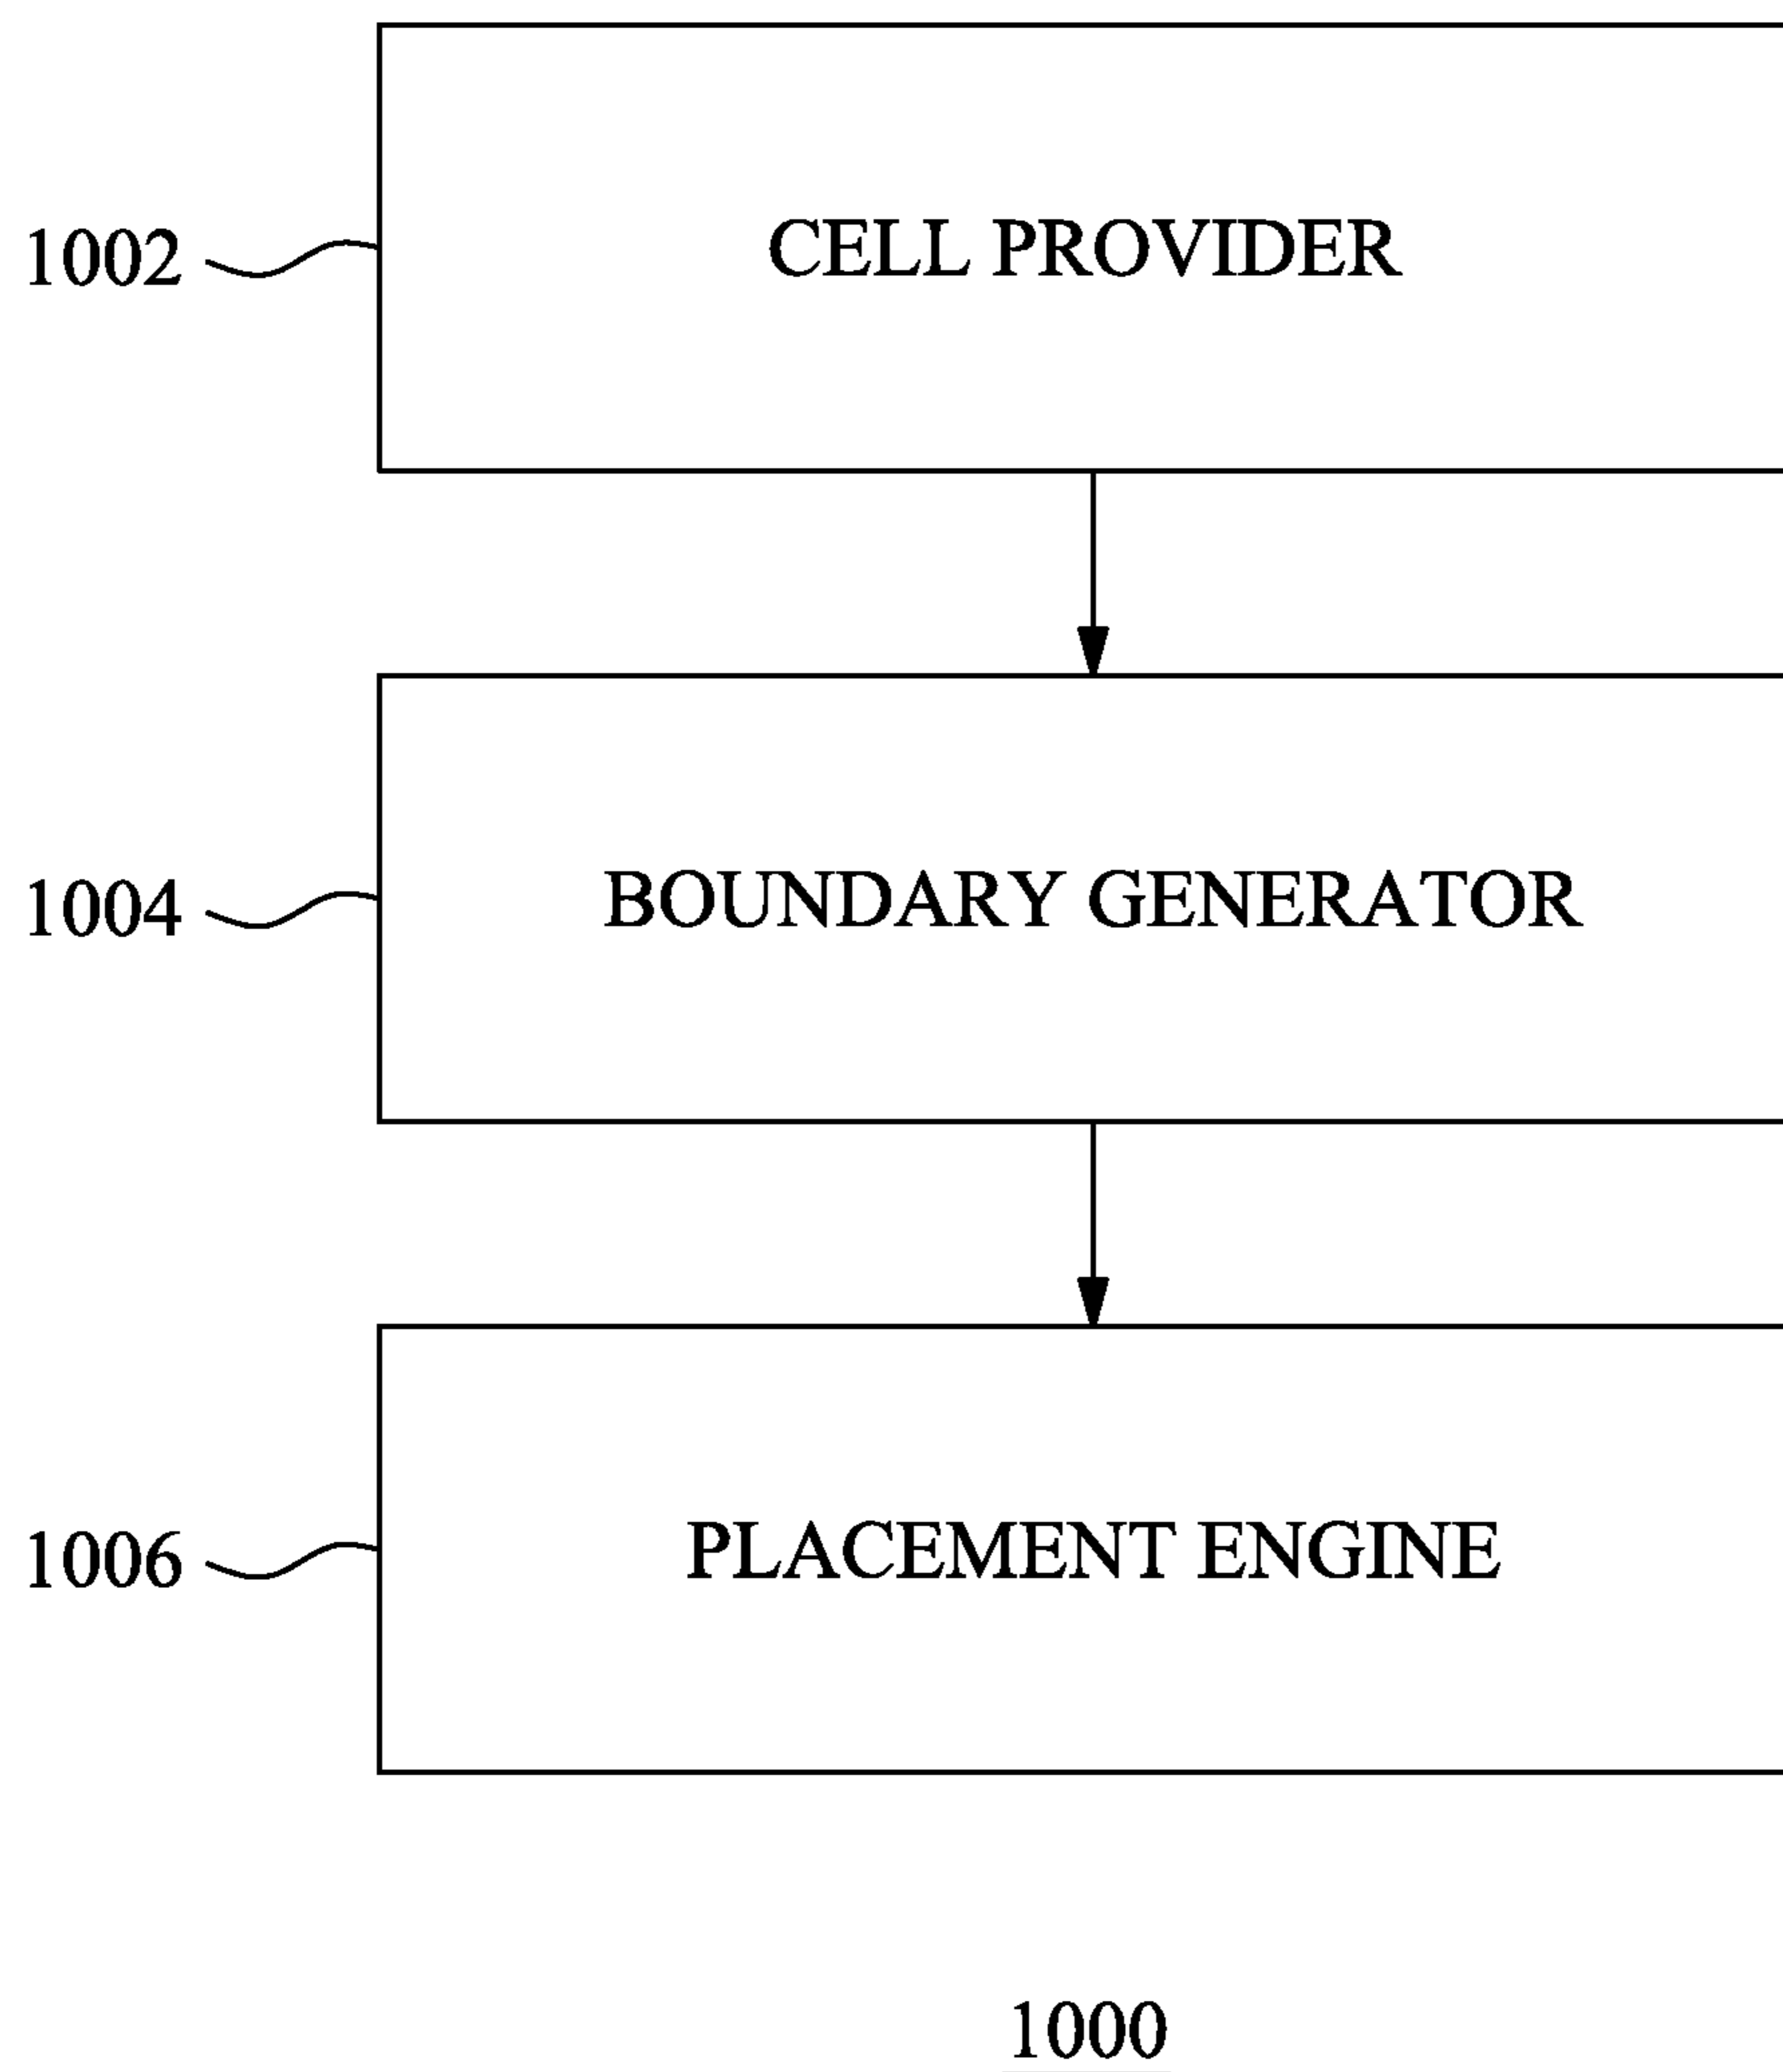 1002 CELL PROVIDER
1004 BOUNDARY GENERATOR
1006 PLACEMENT ENGINE
1000